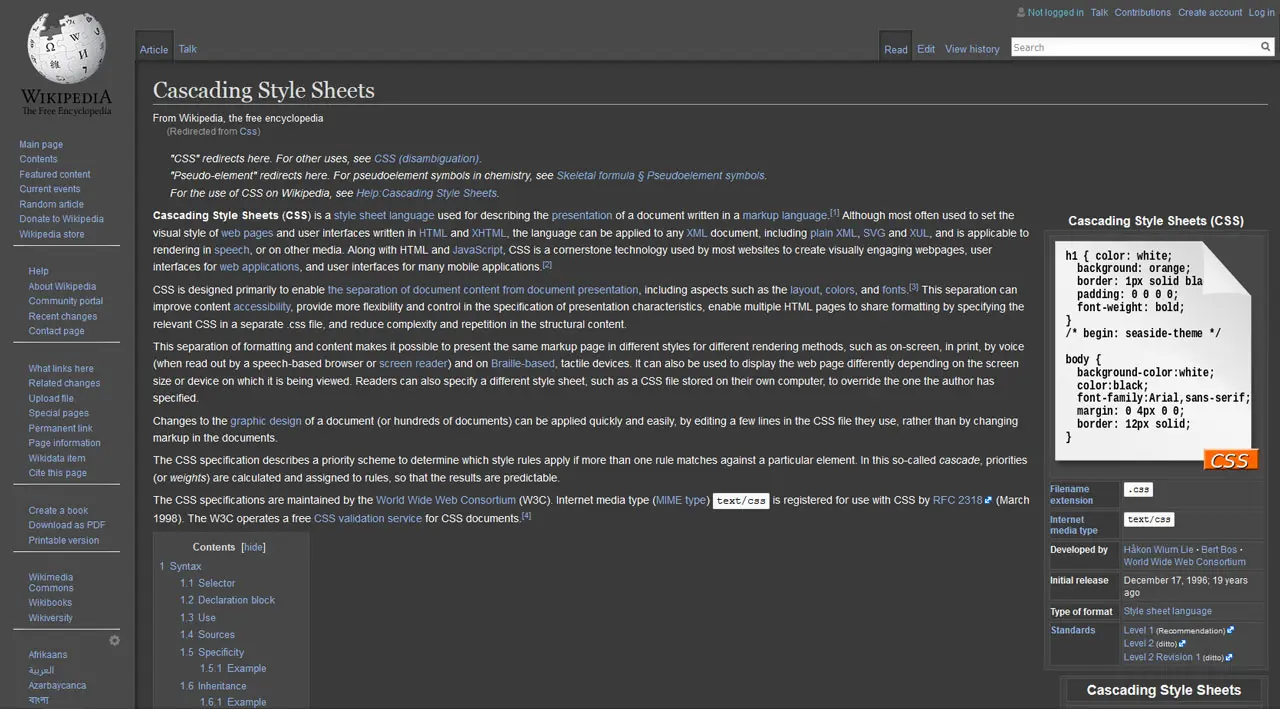 Not logged in Talk Contributions Create account Log in
WIKIPEDIA
The Free Encyclopedia
Article Talk
Read Edit View history
Search
Main page
Contents
Featured content
Current events
Random article
Donate to Wikipedia
Wikipedia store
Help
About Wikipedia
Community portal
Recent changes
Contact page
What links here
Related changes
Upload file
Special pages
Permanent link
Page information
Wikidata item
Cite this page
Create a book
Download as PDF
Printable version
Wikimedia
Commons
Wikibooks
Wikiversity
Afrikaans
العربية
Azərbaycanca
বাংলা
Cascading Style Sheets
From Wikipedia, the free encyclopedia
(Redirected from Css)
"CSS" redirects here. For other uses, see CSS (disambiguation).
"Pseudo-element" redirects here. For pseudoelement symbols in chemistry, see Skeletal formula § Pseudoelement symbols.
For the use of CSS on Wikipedia, see Help:Cascading Style Sheets.
Cascading Style Sheets (CSS) is a style sheet language used for describing the presentation of a document written in a markup language.[1] Although most often used to set the
visual style of web pages and user interfaces written in HTML and XHTML, the language can be applied to any XML document, including plain XML, SVG and XUL, and is applicable to
rendering in speech, or on other media. Along with HTML and JavaScript, CSS is a cornerstone technology used by most websites to create visually engaging webpages, user
interfaces for web applications, and user interfaces for many mobile applications.[2]
CSS is designed primarily to enable the separation of document content from document presentation, including aspects such as the layout, colors, and fonts.[3] This separation can
improve content accessibility, provide more flexibility and control in the specification of presentation characteristics, enable multiple HTML pages to share formatting by specifying the
relevant CSS in a separate .css file, and reduce complexity and repetition in the structural content.
This separation of formatting and content makes it possible to present the same markup page in different styles for different rendering methods, such as on-screen, in print, by voice
(when read out by a speech-based browser or screen reader) and on Braille-based, tactile devices. It can also be used to display the web page differently depending on the screen
size or device on which it is being viewed. Readers can also specify a different style sheet, such as a CSS file stored on their own computer, to override the one the author has
specified.
Changes to the graphic design of a document (or hundreds of documents) can be applied quickly and easily, by editing a few lines in the CSS file they use, rather than by changing
markup in the documents.
The CSS specification describes a priority scheme to determine which style rules apply if more than one rule matches against a particular element. In this so-called cascade, priorities
(or weights) are calculated and assigned to rules, so that the results are predictable.
The CSS specifications are maintained by the World Wide Web Consortium (W3C). Internet media type (MIME type) text/css is registered for use with CSS by RFC 2318 (March
1998). The W3C operates a free CSS validation service for CSS documents.[4]
Contents [hide]
1 Syntax
1.1 Selector
1.2 Declaration block
1.3 Use
1.4 Sources
1.5 Specificity
1.5.1 Example
1.6 Inheritance
1.6.1 Example
Cascading Style Sheets (CSS)
h1 { color: white;
background: orange;
border: 1px solid bla
padding: 0 0 0 0;
font-weight: bold;
}
/* begin: seaside-theme */
body {
background-color:white;
color:black;
font-family:Arial,sans-serif;
margin: 0 4px 0 0;
border: 12px solid;
}
CSS
Filename
extension
.css
Internet
media type
text/css
Developed by
Håkon Wium Lie · Bert Bos ·
World Wide Web Consortium
Initial release
December 17, 1996; 19 years
ago
Type of format
Style sheet language
Standards
Level 1 (Recommendation)
Level 2 (ditto)
Level 2 Revision 1 (ditto)
Cascading Style Sheets